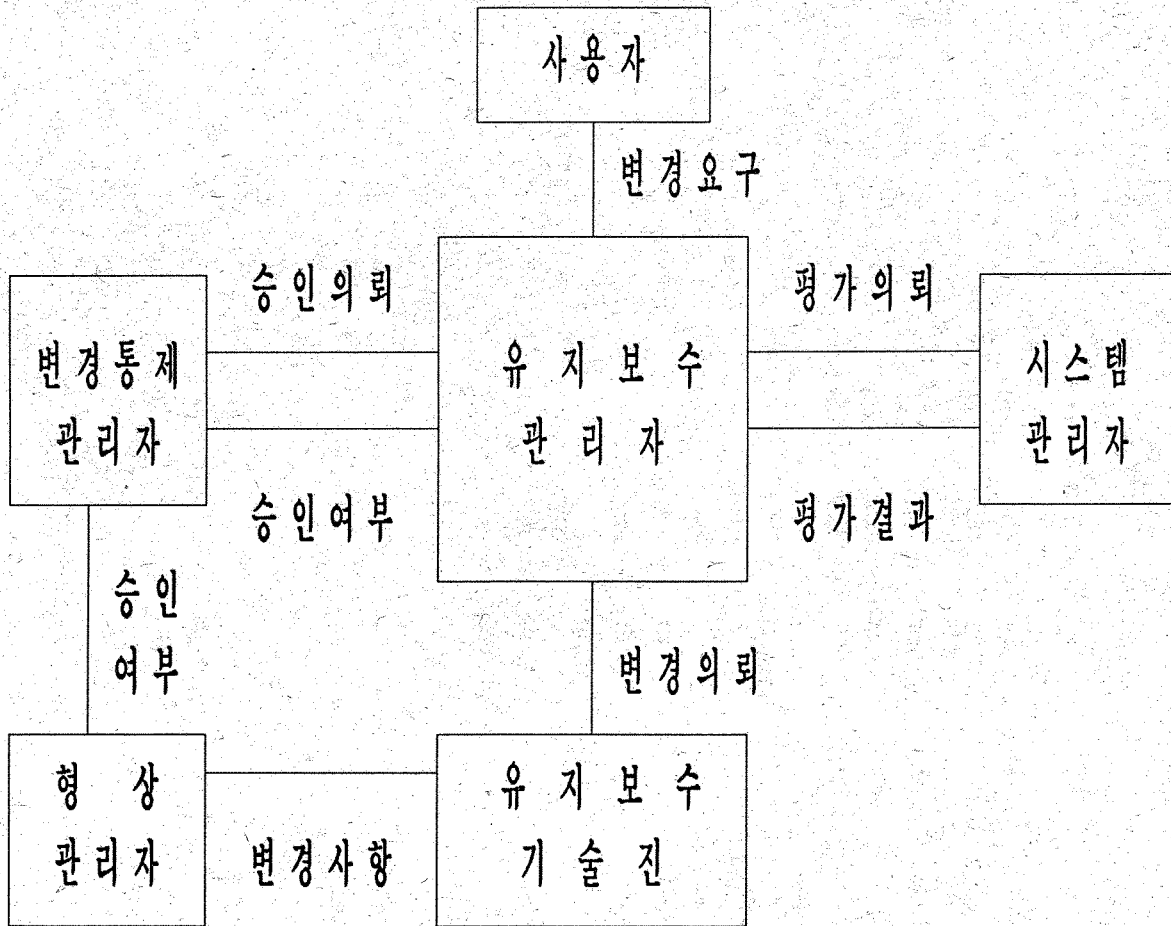 사용자
변경요구
승인의뢰
평가의뢰
변경통제
관리자
유지보수
관리자
시스템
관리자
승인여부
평가결과
승인
여부
변경의뢰
형상
관리자
변경사항
유지보수
기술진